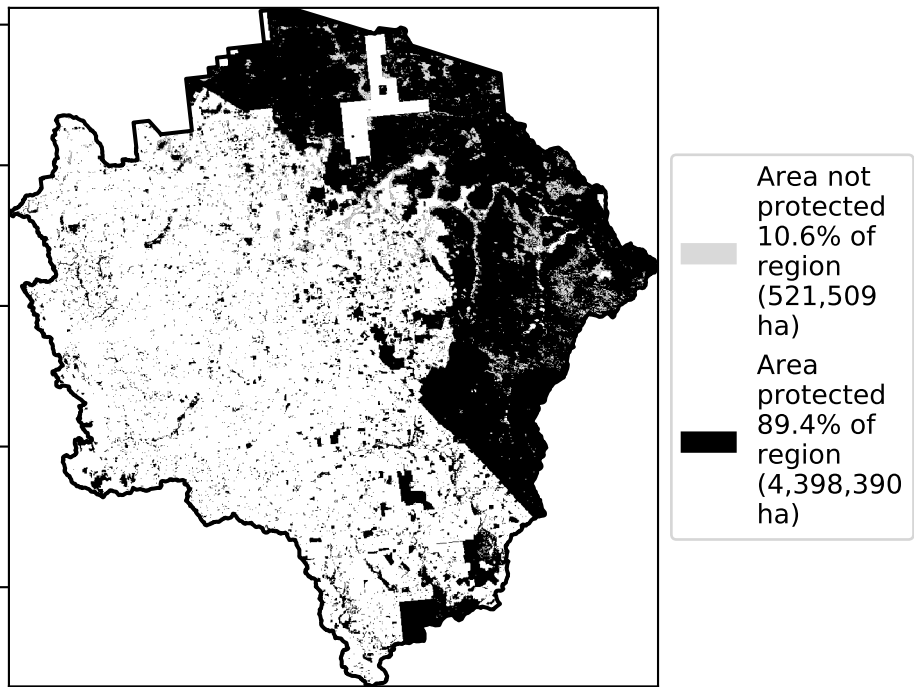 Area not
protected
10.6% of
region
(521,509
ha)
Area
protected
89.4% of
region
(4,398,390
ha)